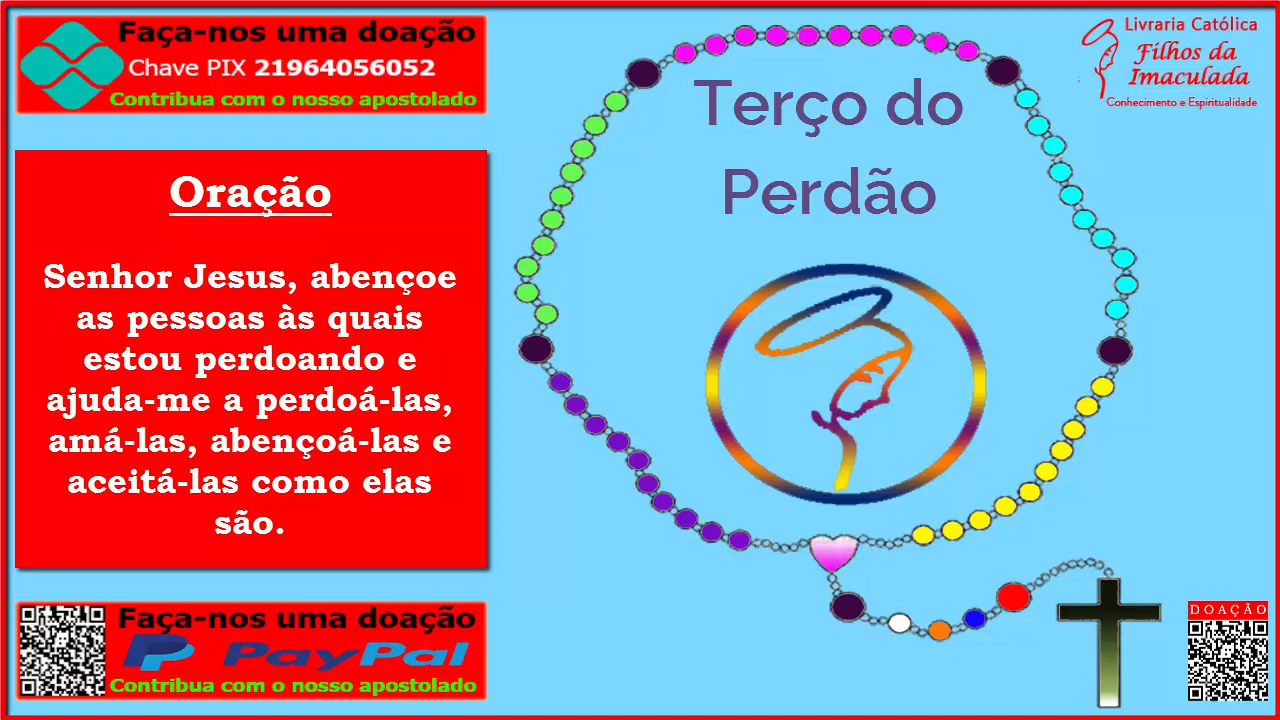 Faça-nos uma doação
Chave PIX 21964056052
Contribua com o nosso apostolado
Livraria Católica
Filhos da
Imaculada
Conhecimento e Espiritualidade
Terço do
Perdão
Oração
Senhor Jesus, abençoe
as pessoas às quais
estou perdoando e
ajuda-me a perdoá-las,
amá-las, abençoá-las e
aceitá-las como elas
são.
Faça-nos uma doação
PayPal
Contribua com o nosso apostolado
DOAÇÃO